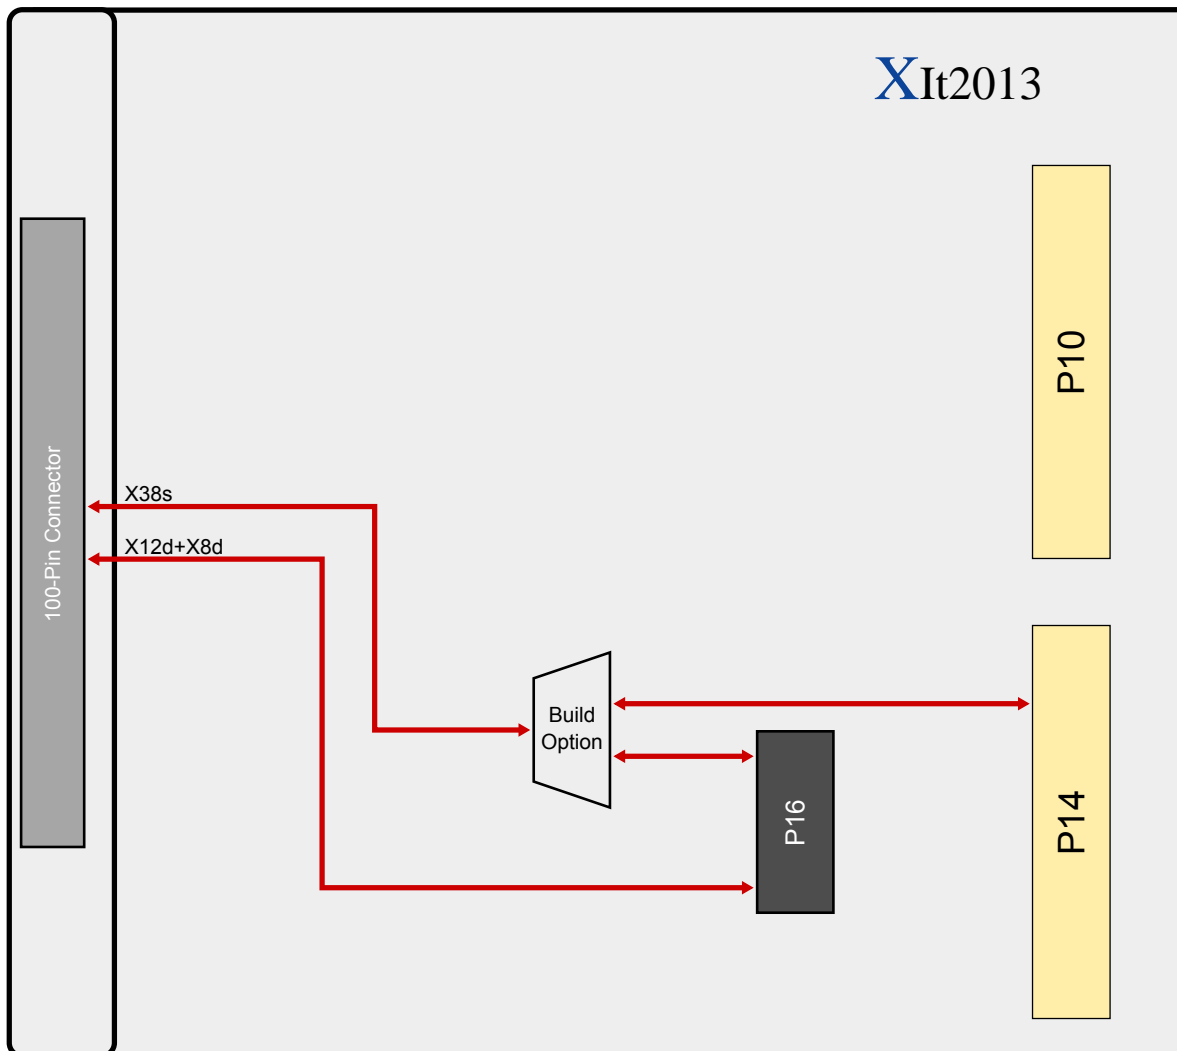 XIt2013
P10
100-Pin Connector
X38s
X12d+X8d
Build
Option
P16
P14